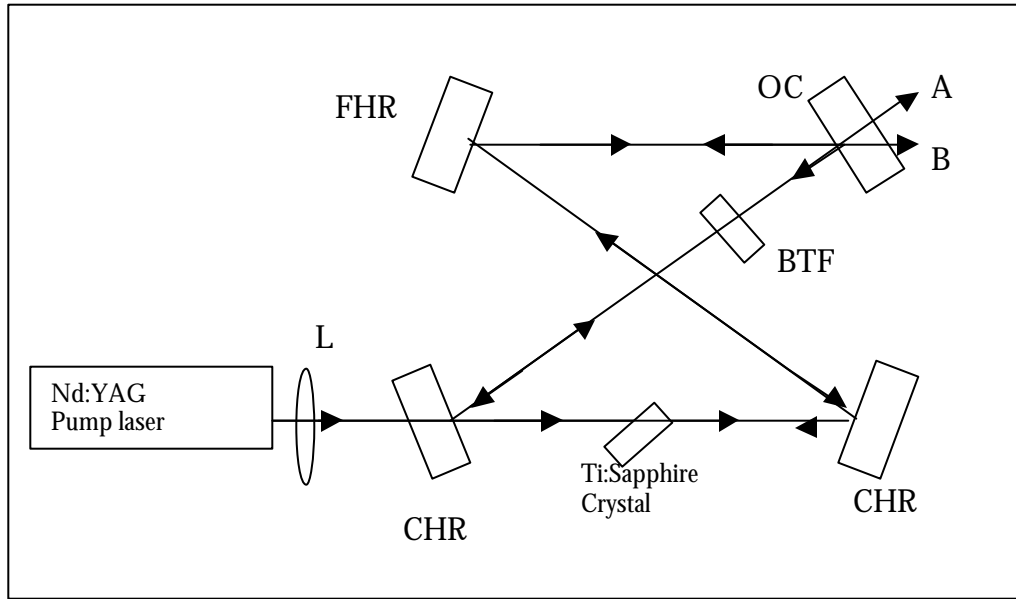 OC
A
FHR
B
BTF
L
Nd:YAG
Pump laser
Ti:Sapphire
Crystal
CHR
CHR